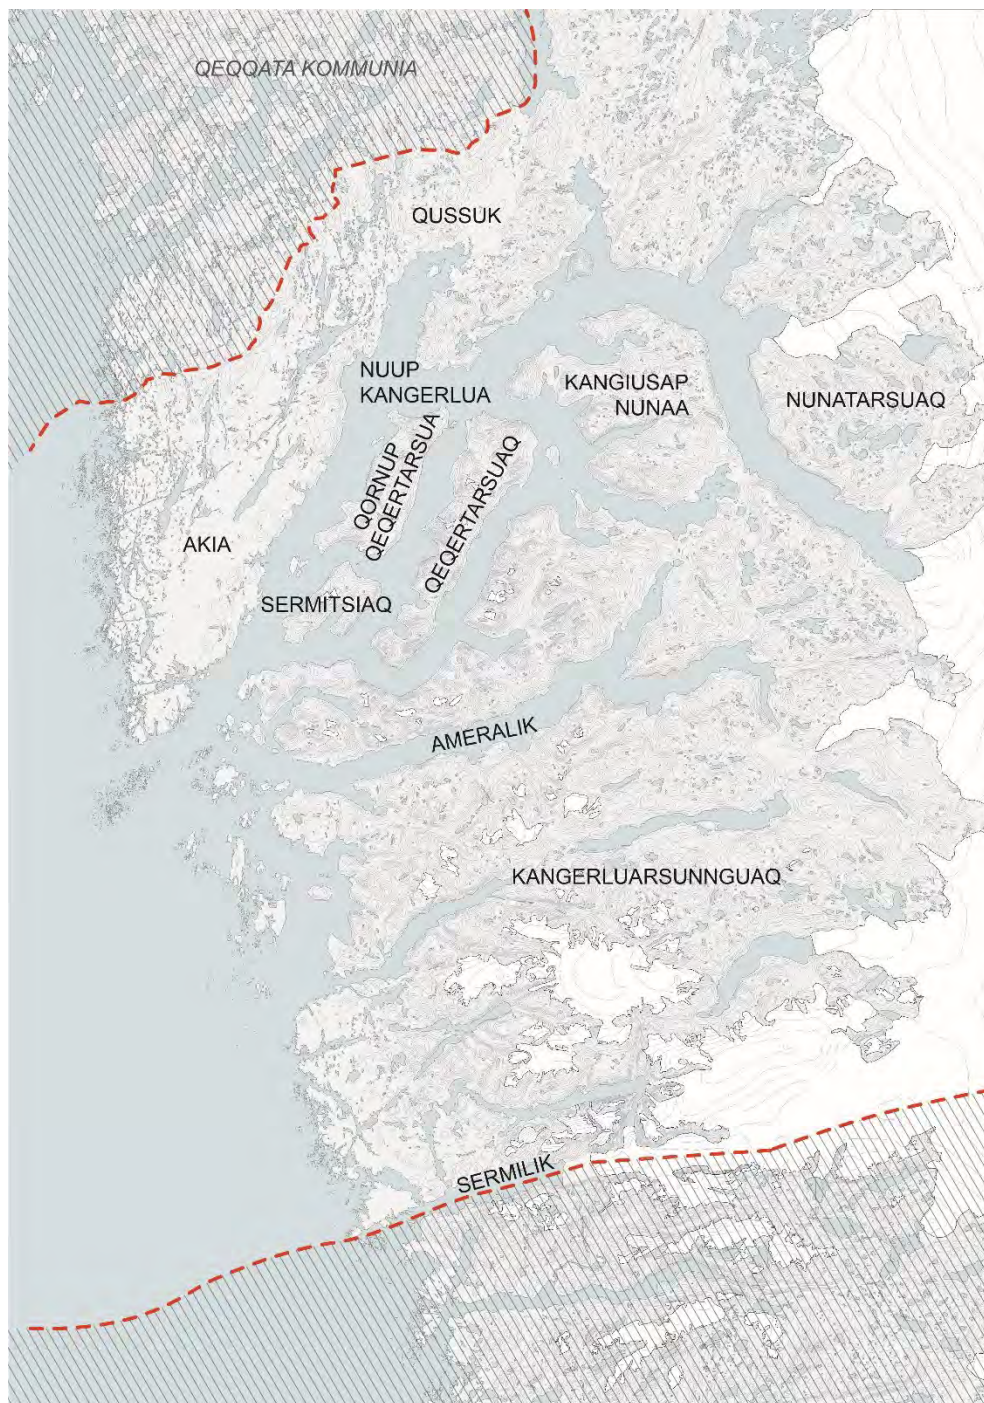 QEQQATA KOMMUNIA
QUSSUK
NUUP
KANGERLUA
KANGIUSAP
NUNAA
NUNATARSUAQ
QORNUP
QEQERTARSUA
QEQERTARSUAQ
AKIA
SERMITSIAQ
AMERALIK
KANGERLUARSUNNGUAQ
SERMILIK